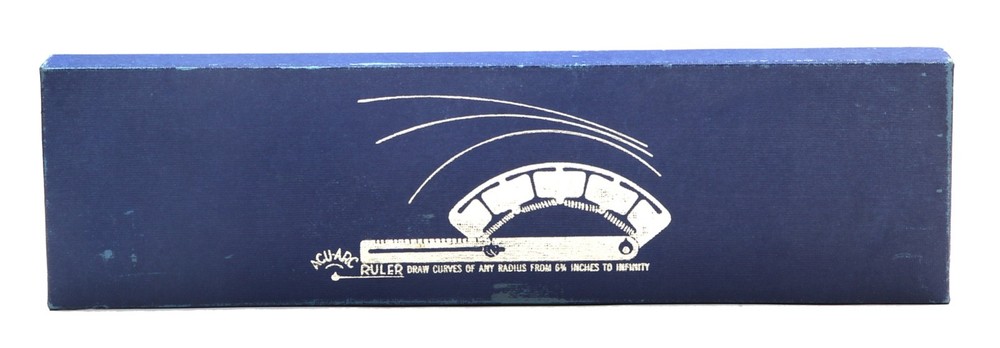 ACU-ARC
RULER DRAW CURVES OF ANY RADIUS FROM 6¾ INCHES TO INFINITY